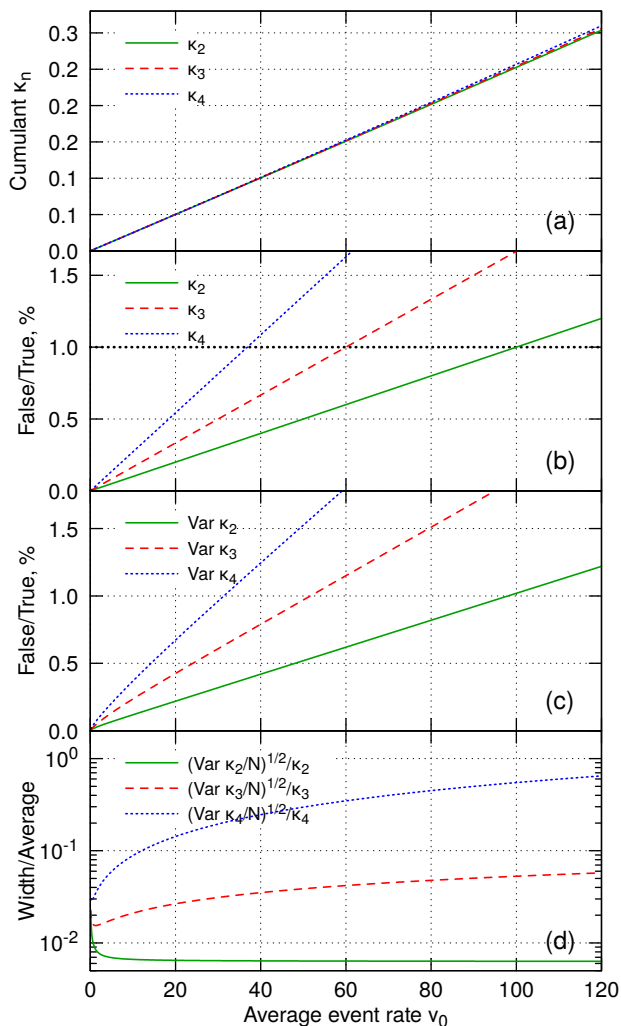 0.3
0.2
0.2
0.2
0.1
0.1
0.0
Cumulant κn
κ2
κ3
κ4
(a)
1.5
1.0
0.5
0.0
False/True, %
κ2
κ3
κ4
(b)
1.5
1.0
0.5
0.0
False/True, %
Var κ2
Var κ3
Var κ4
(c)
10^0
10^-1
10^-2
Width/Average
(Var κ2/N)^1/2/κ2
(Var κ3/N)^1/2/κ3
(Var κ4/N)^1/2/κ4
(d)
0 20 40 60 80 100 120
Average event rate ν0